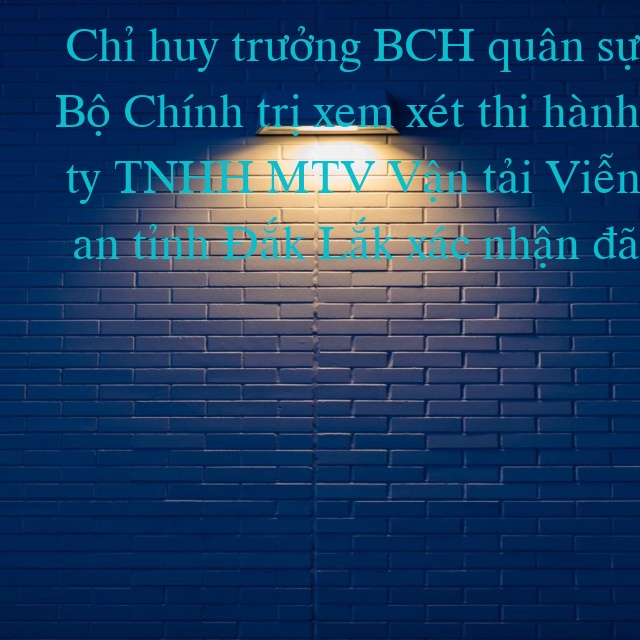 Chỉ huy trưởng BCH quân sự
Bộ Chính trị xem xét thi hành
ty TNHH MTV Vận tải Viễn
an tỉnh Đắk Lắk xác nhận đã